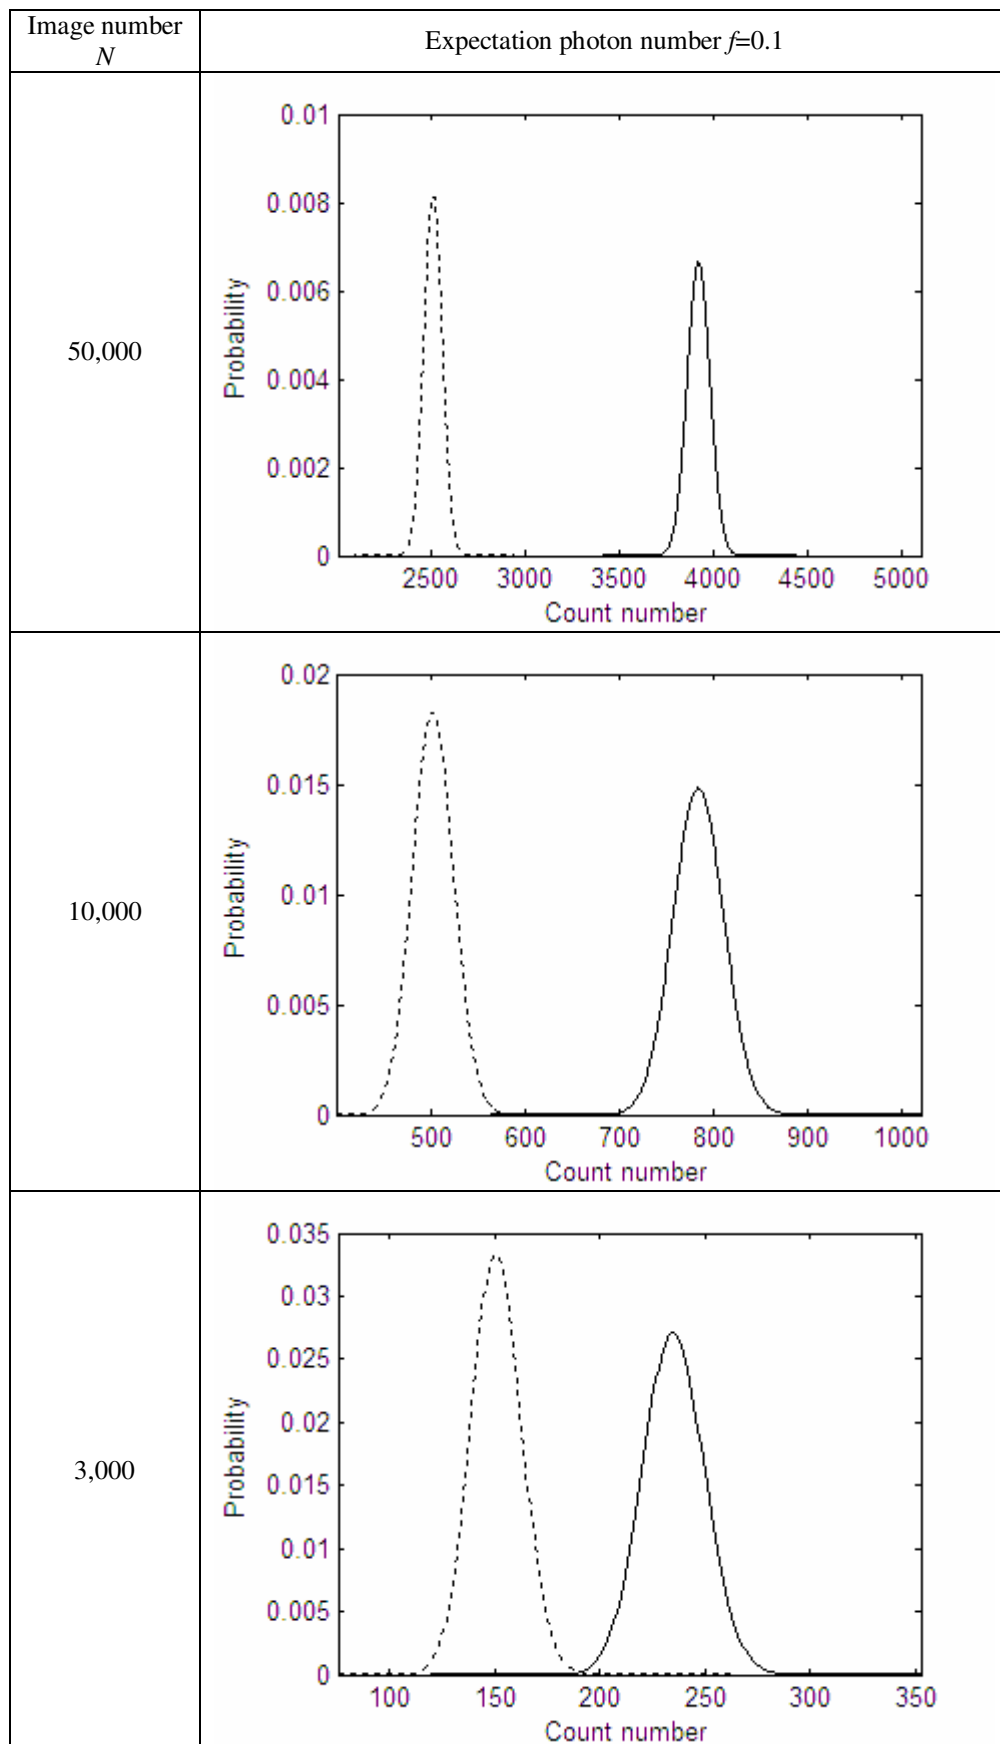 Image number
N
Expectation photon number f=0.1
50,000
0.01
0.008
0.006
0.004
0.002
0
Probability
2500 3000 3500 4000 4500 5000
Count number
10,000
0.02
0.015
0.01
0.005
0
Probability
500 600 700 800 900 1000
Count number
3,000
0.035
0.03
0.025
0.02
0.015
0.01
0.005
0
Probability
100 150 200 250 300 350
Count number